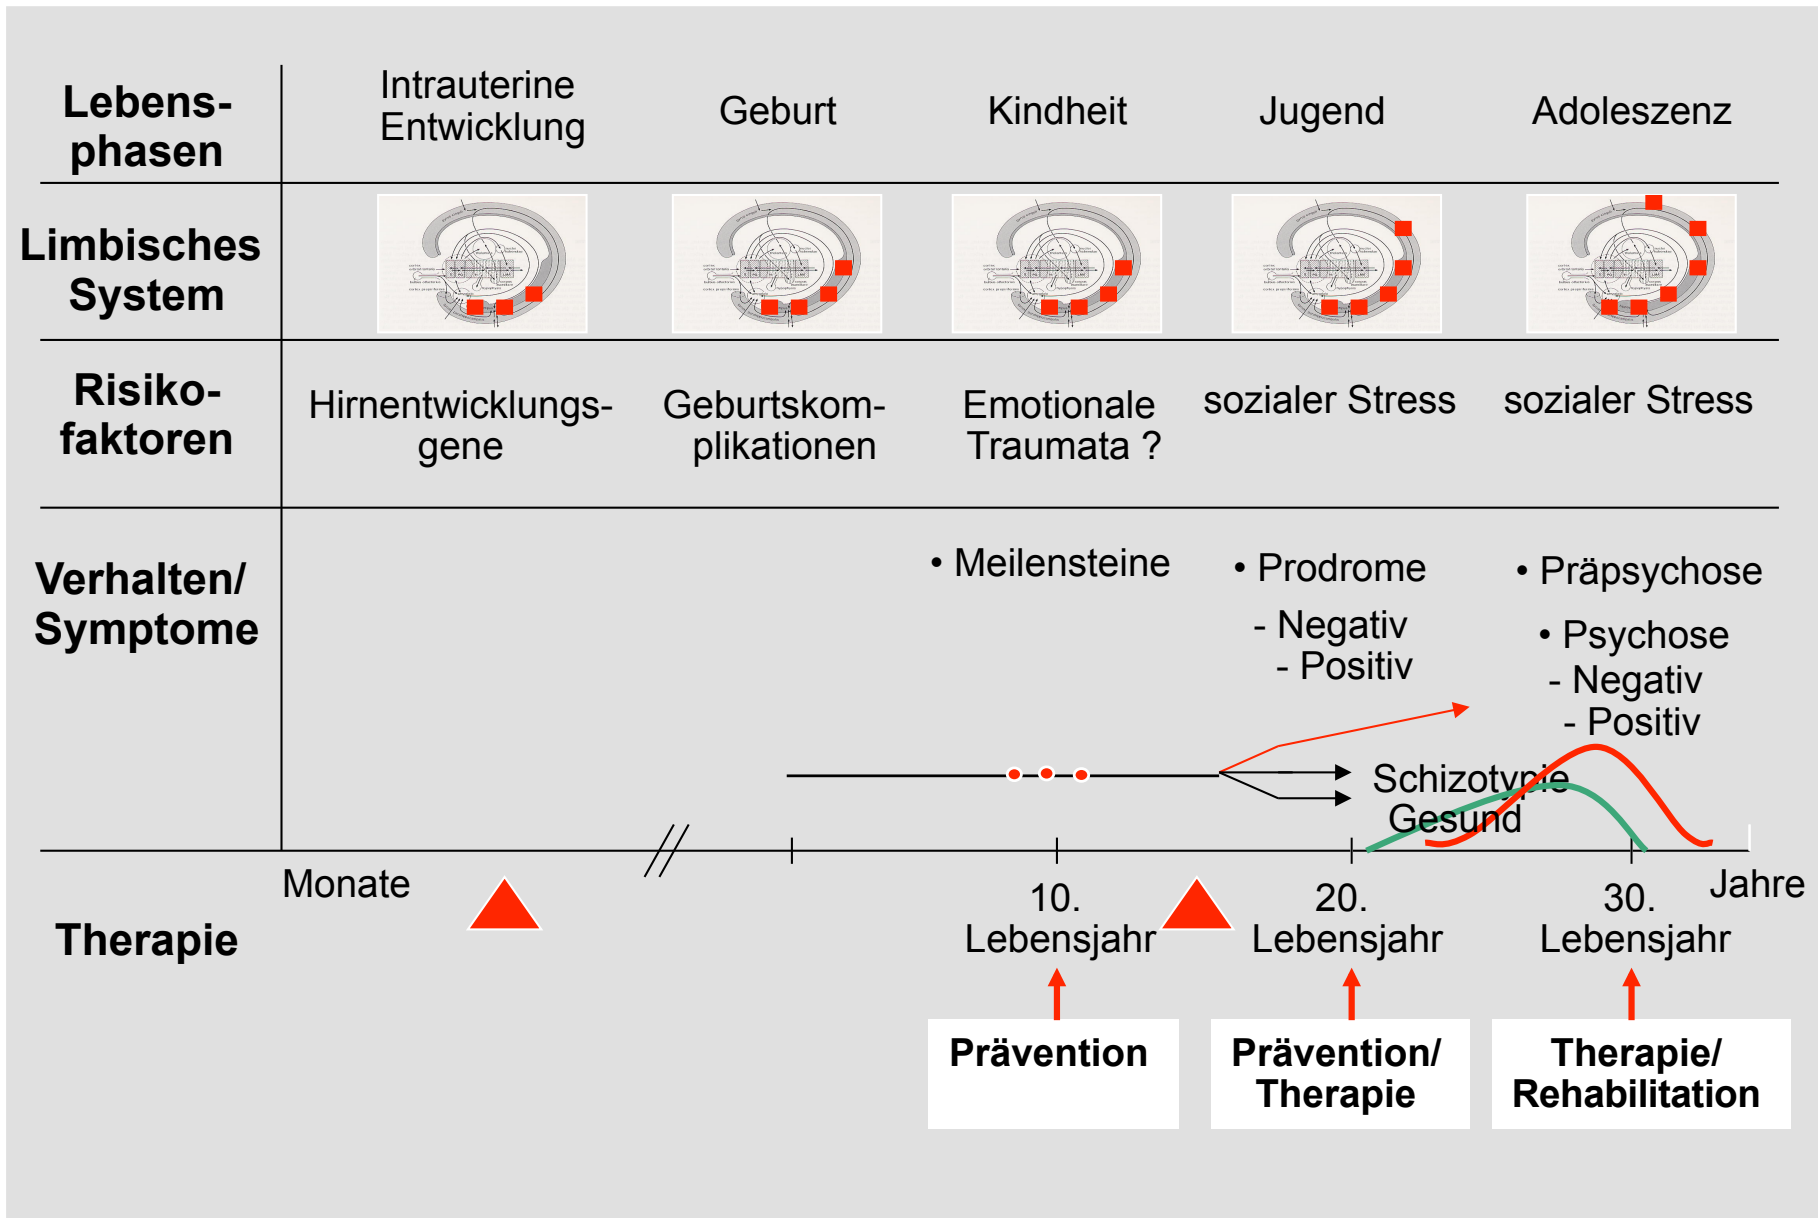 Lebens-
phasen
Intrauterine
Entwicklung
Geburt
Kindheit
Jugend
Adoleszenz
Limbisches
System
Risiko-
faktoren
Hirnentwicklungs-
gene
Geburtskom-
plikationen
Emotionale
Traumata ?
sozialer Stress
sozialer Stress
Verhalten/
Symptome
• Meilensteine
• Prodrome
- Negativ
- Positiv
• Präpsychose
• Psychose
- Negativ
- Positiv
Schizotypie
Gesund
Monate
10.
Lebensjahr
20.
Lebensjahr
30.
Lebensjahr
Jahre
Therapie
Prävention
Prävention/
Therapie
Therapie/
Rehabilitation